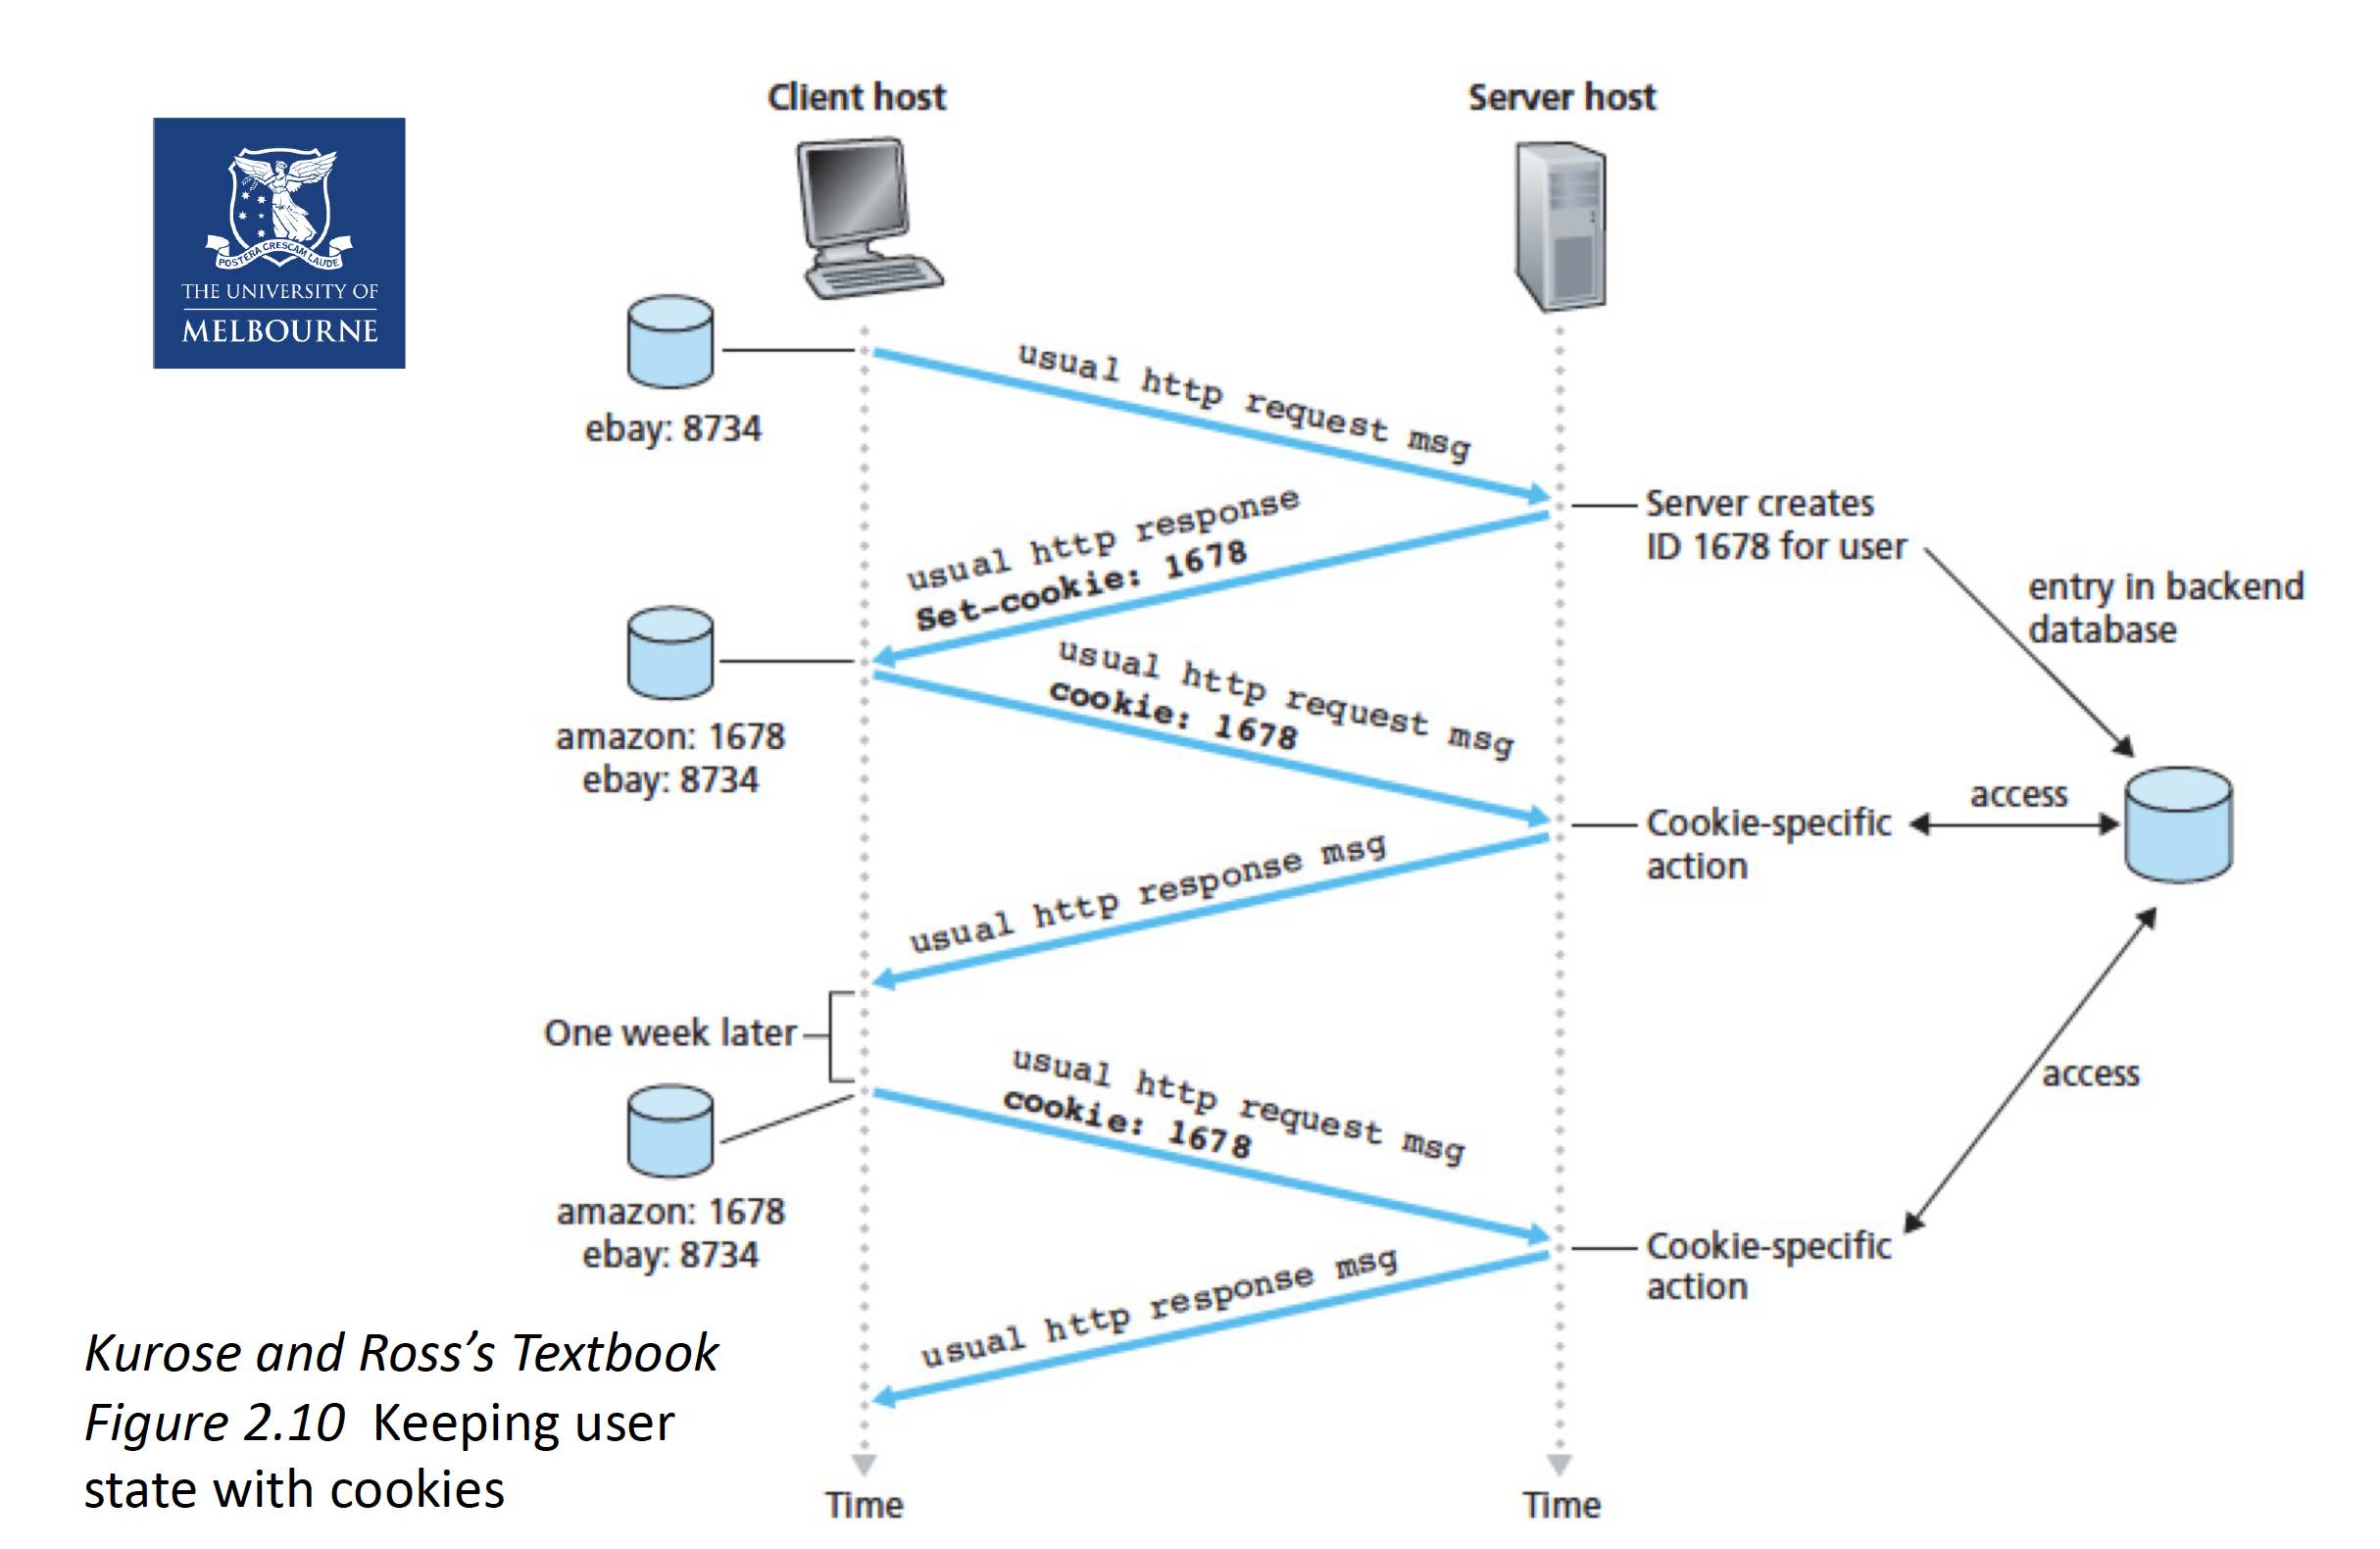 Client host
Server host
POSTERA CRESCAM LAUDE
THE UNIVERSITY OF
MELBOURNE
ebay: 8734
usual http request msg
Server creates
ID 1678 for user
entry in backend
database
usual http response
Set-cookie: 1678
amazon: 1678
ebay: 8734
usual http request msg
cookie: 1678
Cookie-specific
action
access
usual http response msg
One week later
usual http request msg
cookie: 1678
access
amazon: 1678
ebay: 8734
Cookie-specific
action
usual http response msg
Kurose and Ross’s Textbook
Figure 2.10 Keeping user
state with cookies
Time
Time